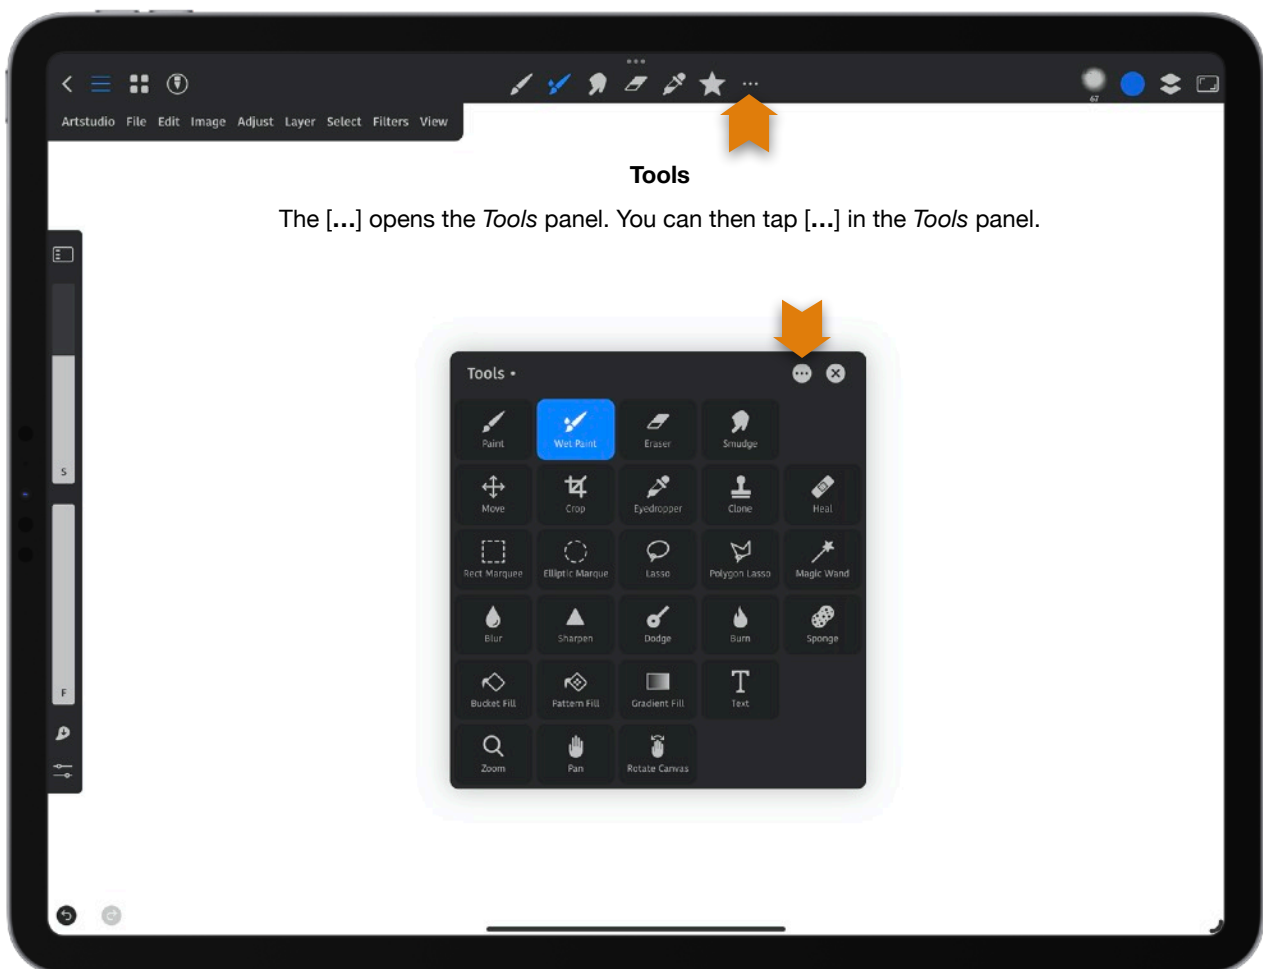 67
Artstudio File Edit Image Adjust Layer Select Filters View
Tools
The [...] opens the Tools panel. You can then tap [...] in the Tools panel.
Tools •
Paint Wet Paint Eraser Smudge
Move Crop Eyedropper Clone Heal
Rect Marquee Elliptic Marque Lasso Polygon Lasso Magic Wand
Blur Sharpen Dodge Burn Sponge
Bucket Fill Pattern Fill Gradient Fill Text
Zoom Pan Rotate Canvas
S
F